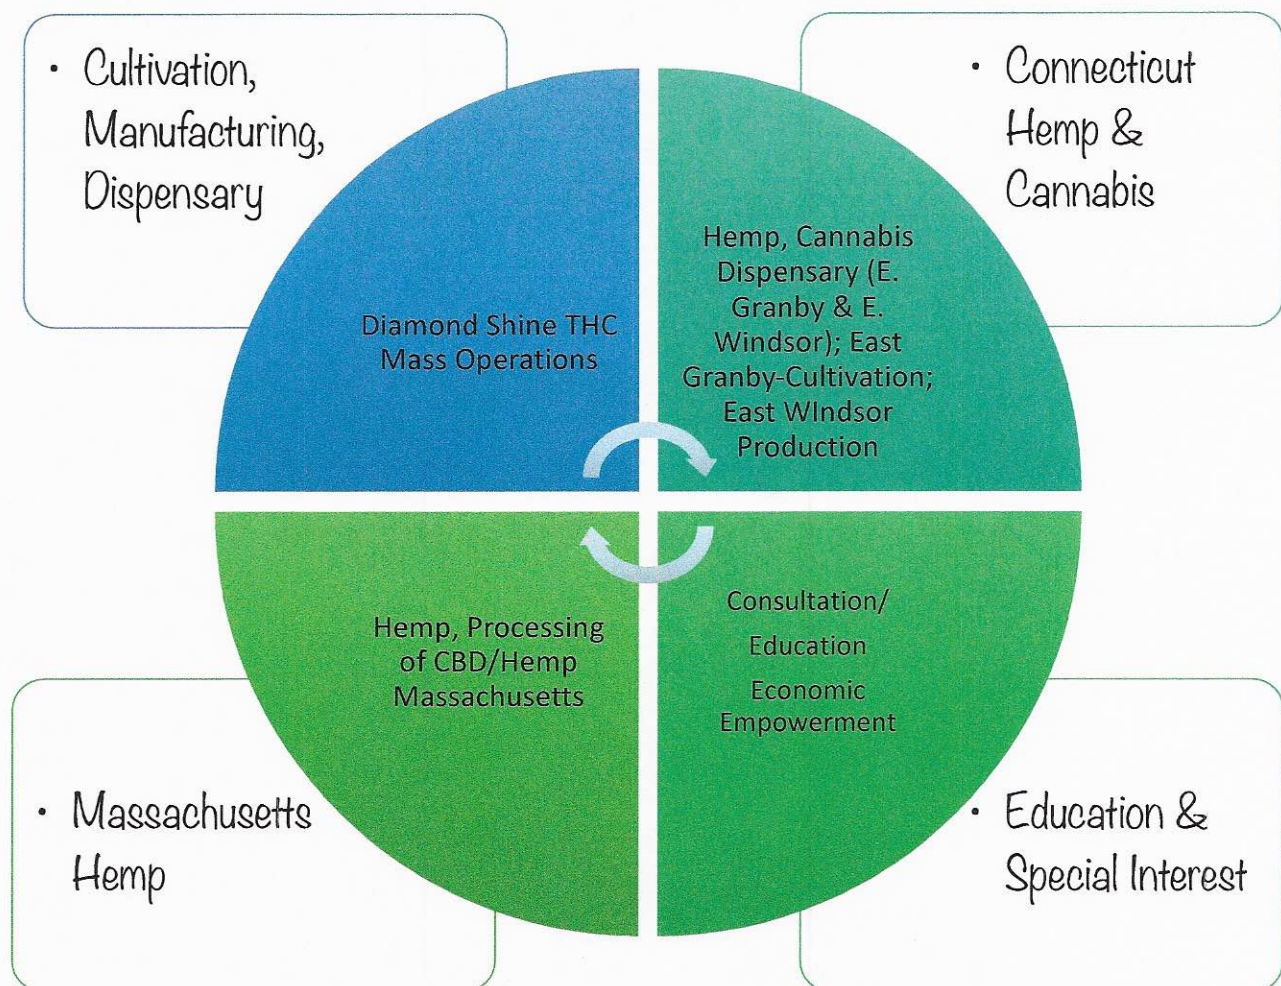 • Cultivation,
Manufacturing,
Dispensary
• Connecticut
Hemp &
Cannabis
Diamond Shine THC
Mass Operations
Hemp, Cannabis
Dispensary (E.
Granby & E.
Windsor); East
Granby-Cultivation;
East WIndsor
Production
Hemp, Processing
of CBD/Hemp
Massachusetts
Consultation/
Education
Economic
Empowerment
• Massachusetts
Hemp
• Education &
Special Interest